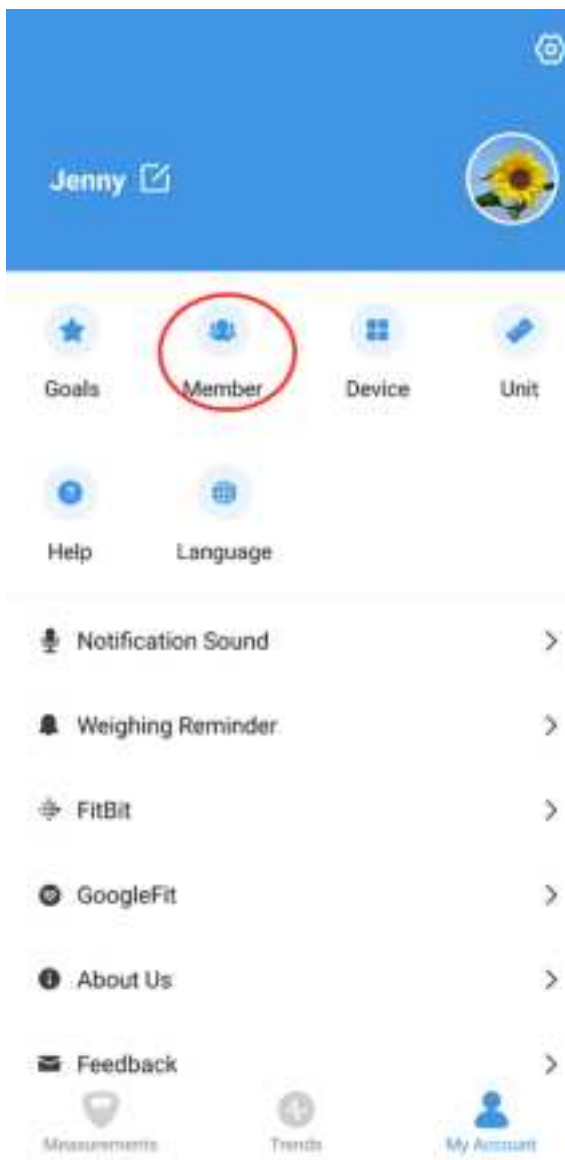 Jenny
Goals Member Device Unit
Help Language
Notification Sound
Weighing Reminder
FitBit
GoogleFit
About Us
Feedback
Measurements Trends My Account